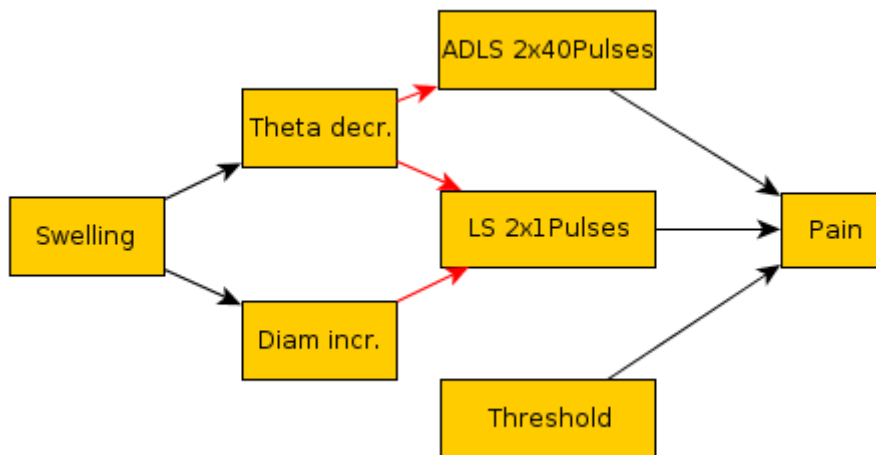 ADLS 2x40Pulses
Theta decr.
LS 2x1Pulses
Swelling
Pain
Diam incr.
Threshold